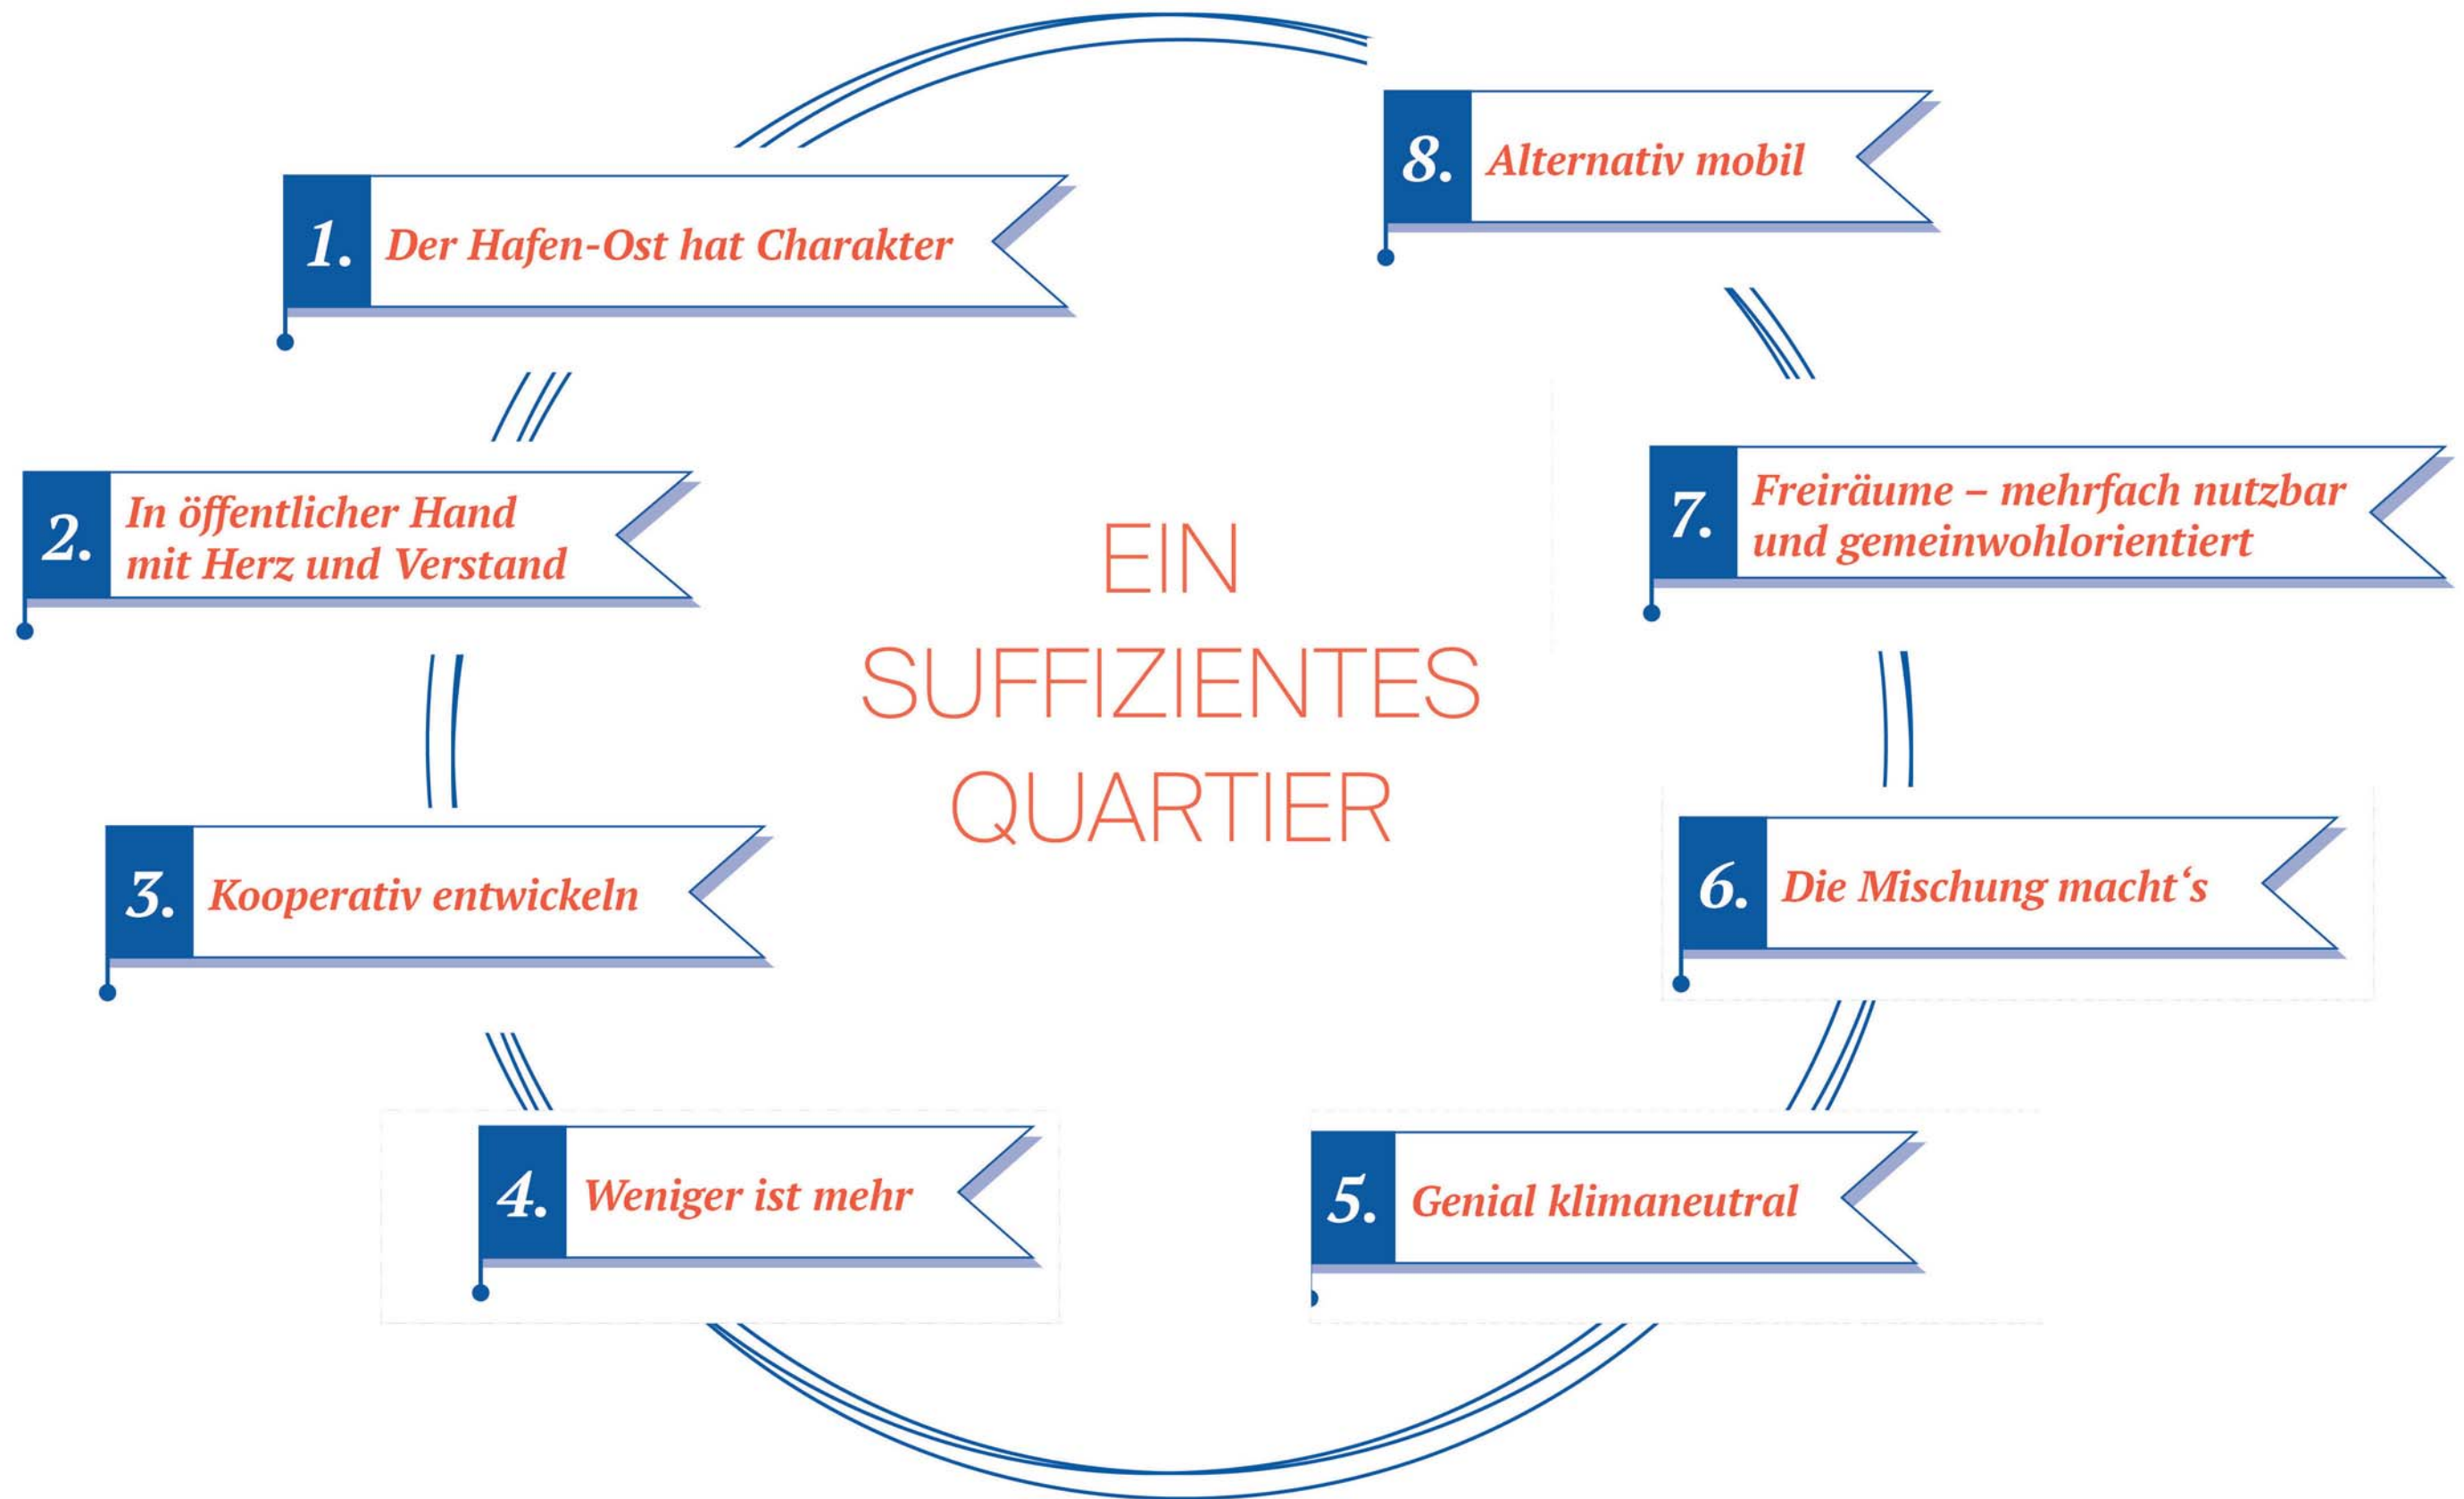 1. Der Hafen-Ost hat Charakter
2. In öffentlicher Hand
mit Herz und Verstand
3. Kooperativ entwickeln
4. Weniger ist mehr
5. Genial klimaneutral
6. Die Mischung macht‘s
7. Freiräume – mehrfach nutzbar
und gemeinwohlorientiert
8. Alternativ mobil
EIN
SUFFIZIENTES
QUARTIER